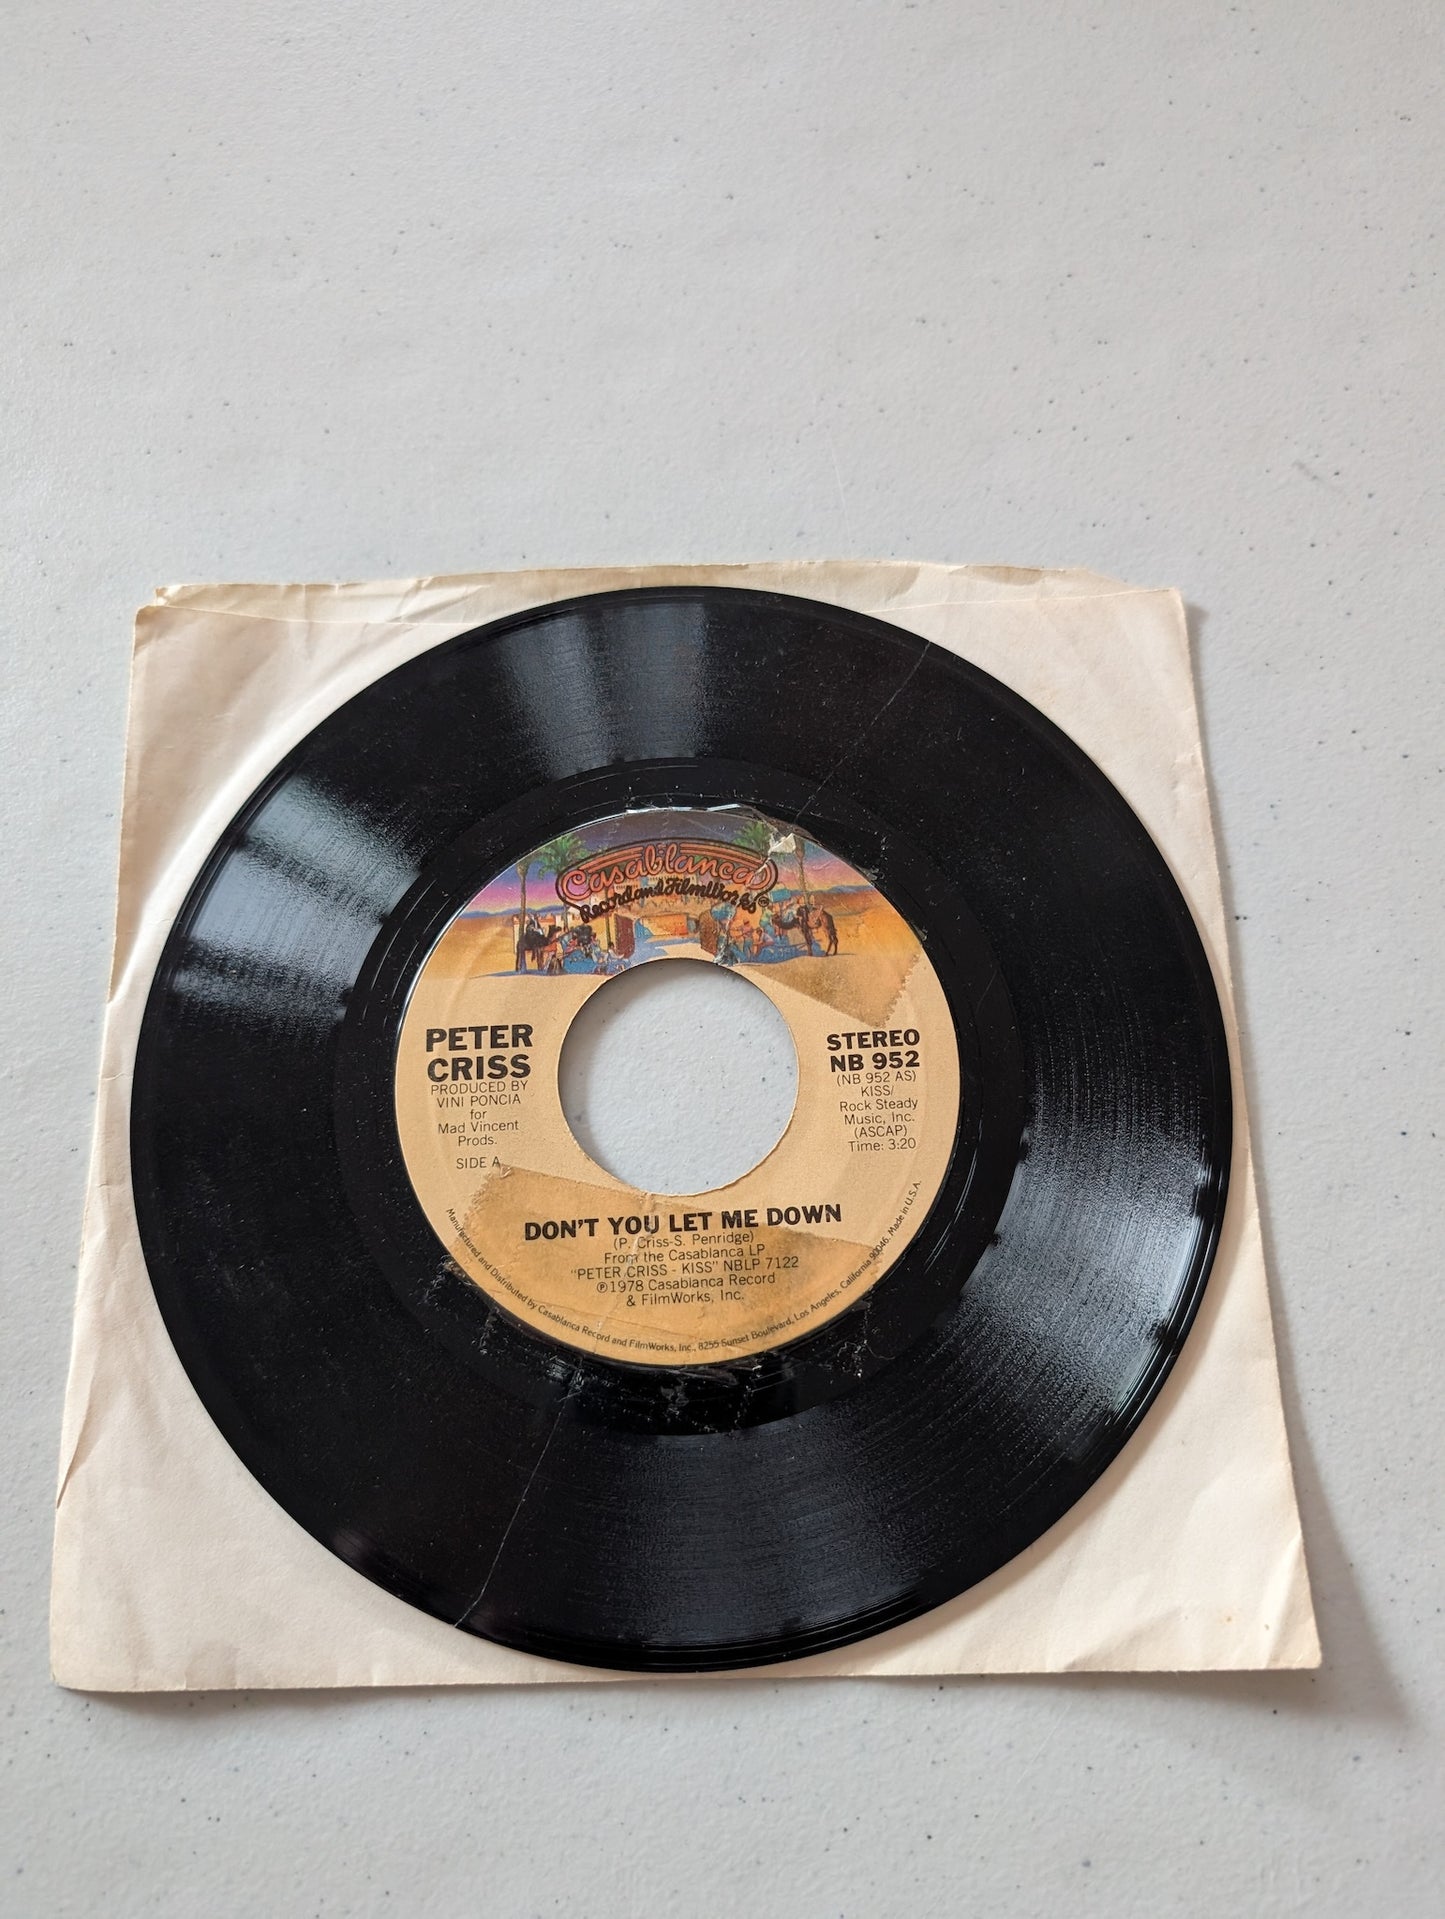 Casablanca
Record and FilmWorks
PETER
CRISS
PRODUCED BY
VINI PONCIA
for
Mad Vincent
Prods.
SIDE A
STEREO
NB 952
(NB 952 AS)
KISS/
Rock Steady
Music, Inc.
(ASCAP)
Time: 3:20
DON'T YOU LET ME DOWN
(P. Criss-S. Penridge)
From the Casablanca LP
"PETER CRISS - KISS" NBLP 7122
℗1978 Casablanca Record
& FilmWorks, Inc.
Manufactured and Distributed by Casablanca Record and FilmWorks, Inc., 8255 Sunset Boulevard, Los Angeles, California 90046, Made in U.S.A.